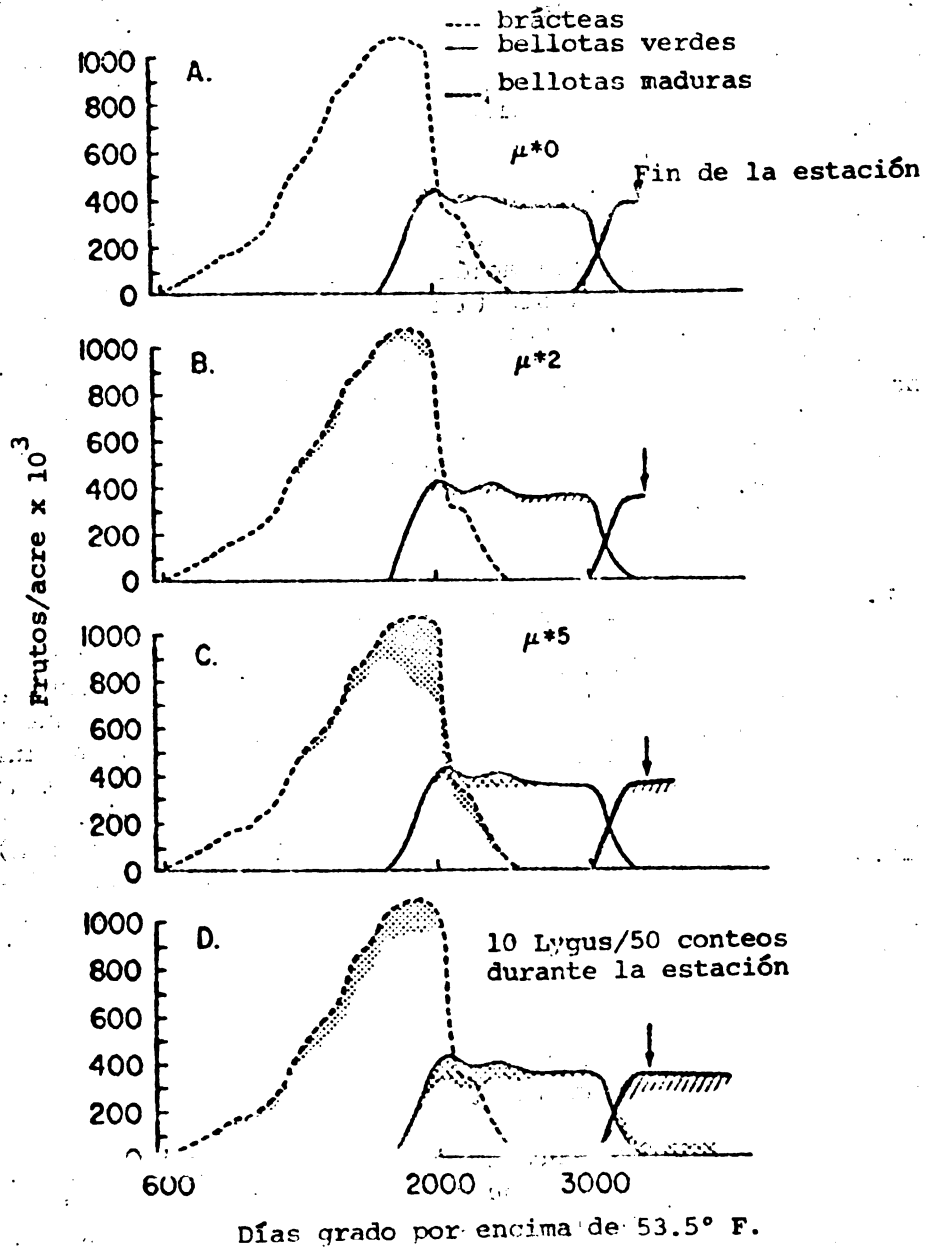 brácteas
bellotas verdes
bellotas maduras
A.
1000
800
600
400
200
0
μ*0
Fin de la estación
B.
1000
800
600
400
200
0
μ*2
Frutos/acre x 10³
C.
1000
800
600
400
200
0
μ*5
D.
1000
800
600
400
200
0
10 Lygus/50 conteos
durante la estación
600 2000 3000
Días grado por encima de 53.5° F.